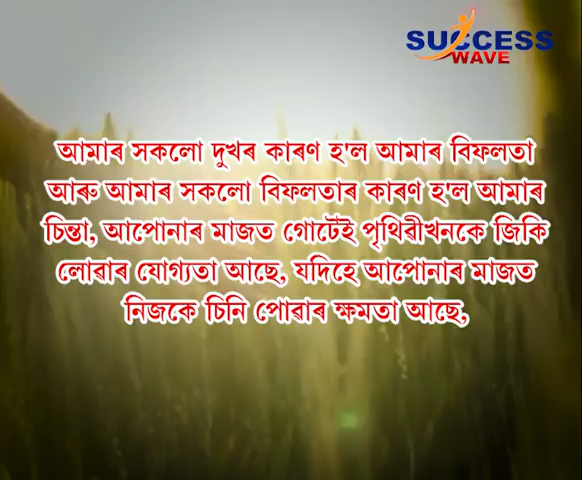 SUCCESS
WAVE
আমাৰ সকলো দুখৰ কাৰণ হ'ল আমাৰ বিফলতা
আৰু আমাৰ সকলো বিফলতাৰ কাৰণ হ'ল আমাৰ
চিন্তা, আপোনাৰ মাজত গোটেই পৃথিৱীখনকে জিকি
লোৱাৰ যোগ্যতা আছে, যদিহে আপোনাৰ মাজত
নিজকে চিনি পোৱাৰ ক্ষমতা আছে,